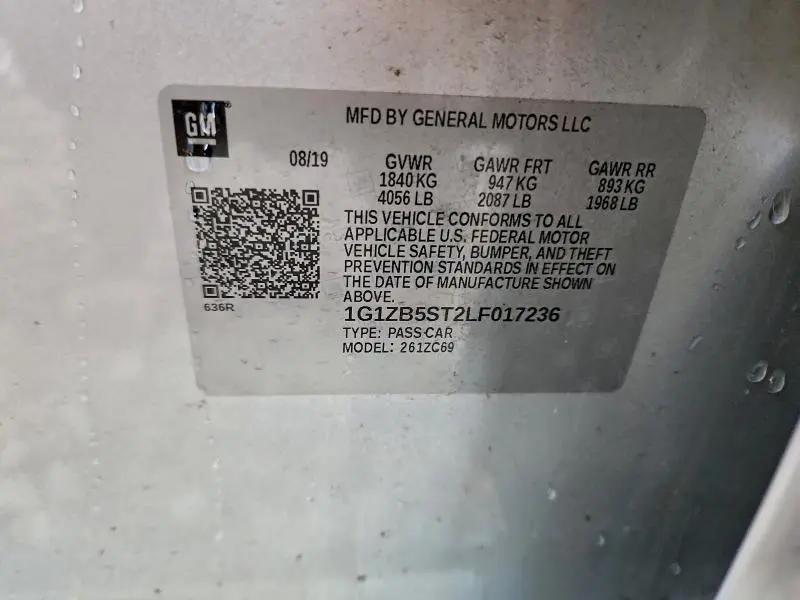 GM
MFD BY GENERAL MOTORS LLC
08/19 GVWR GAWR FRT GAWR RR
1840 KG 947 KG 893 KG
4056 LB 2087 LB 1968 LB
THIS VEHICLE CONFORMS TO ALL
APPLICABLE U.S. FEDERAL MOTOR
VEHICLE SAFETY, BUMPER, AND THEFT
PREVENTION STANDARDS IN EFFECT ON
THE DATE OF MANUFACTURE SHOWN
ABOVE.
636R
1G1ZB5ST2LF017236
TYPE: PASS CAR
MODEL: 261ZC69